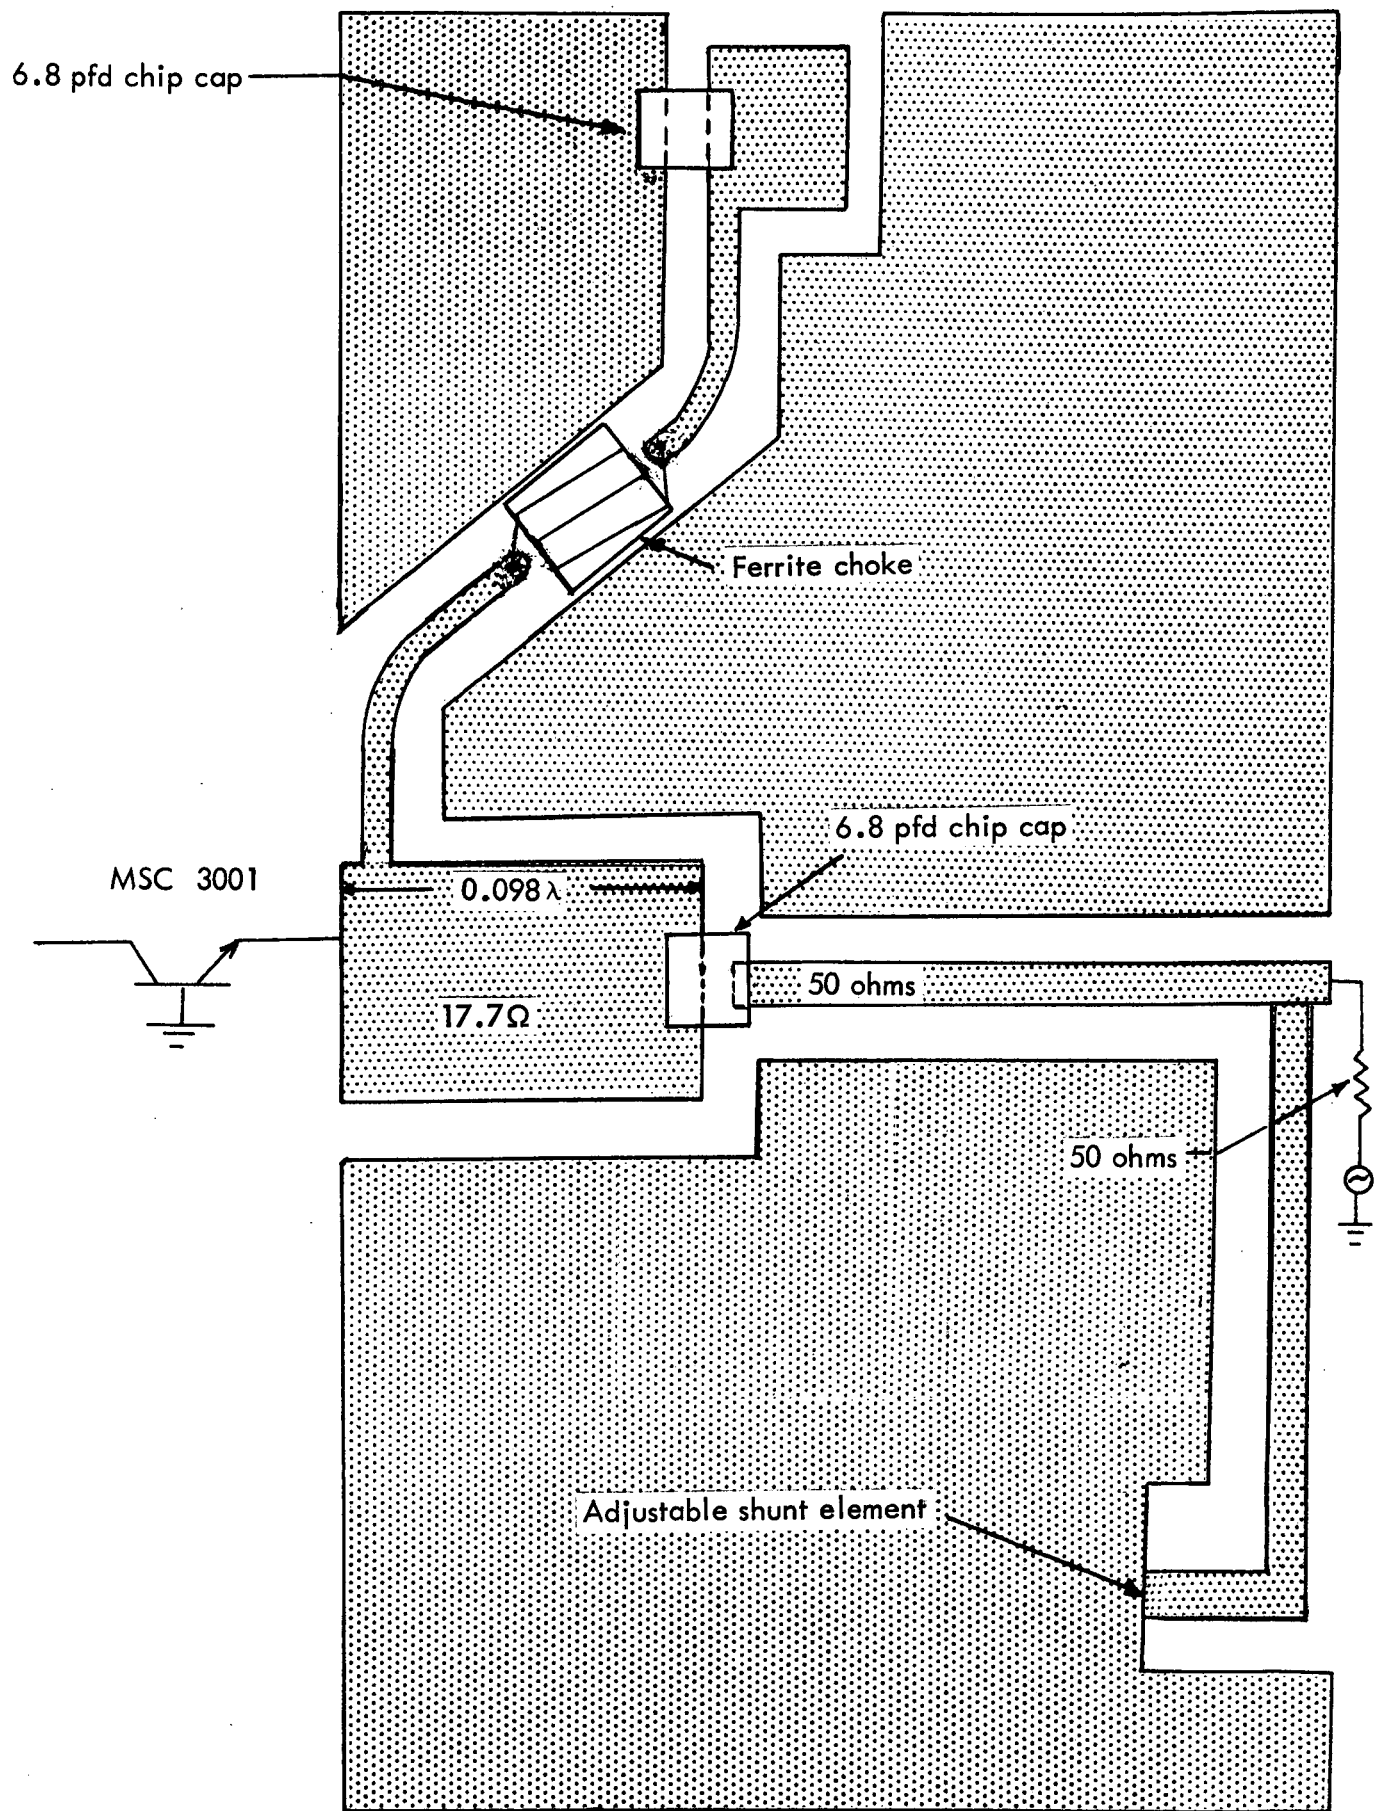 6.8 pfd chip cap
Ferrite choke
6.8 pfd chip cap
MSC 3001
0.098 λ
50 ohms
17.7Ω
50 ohms
Adjustable shunt element